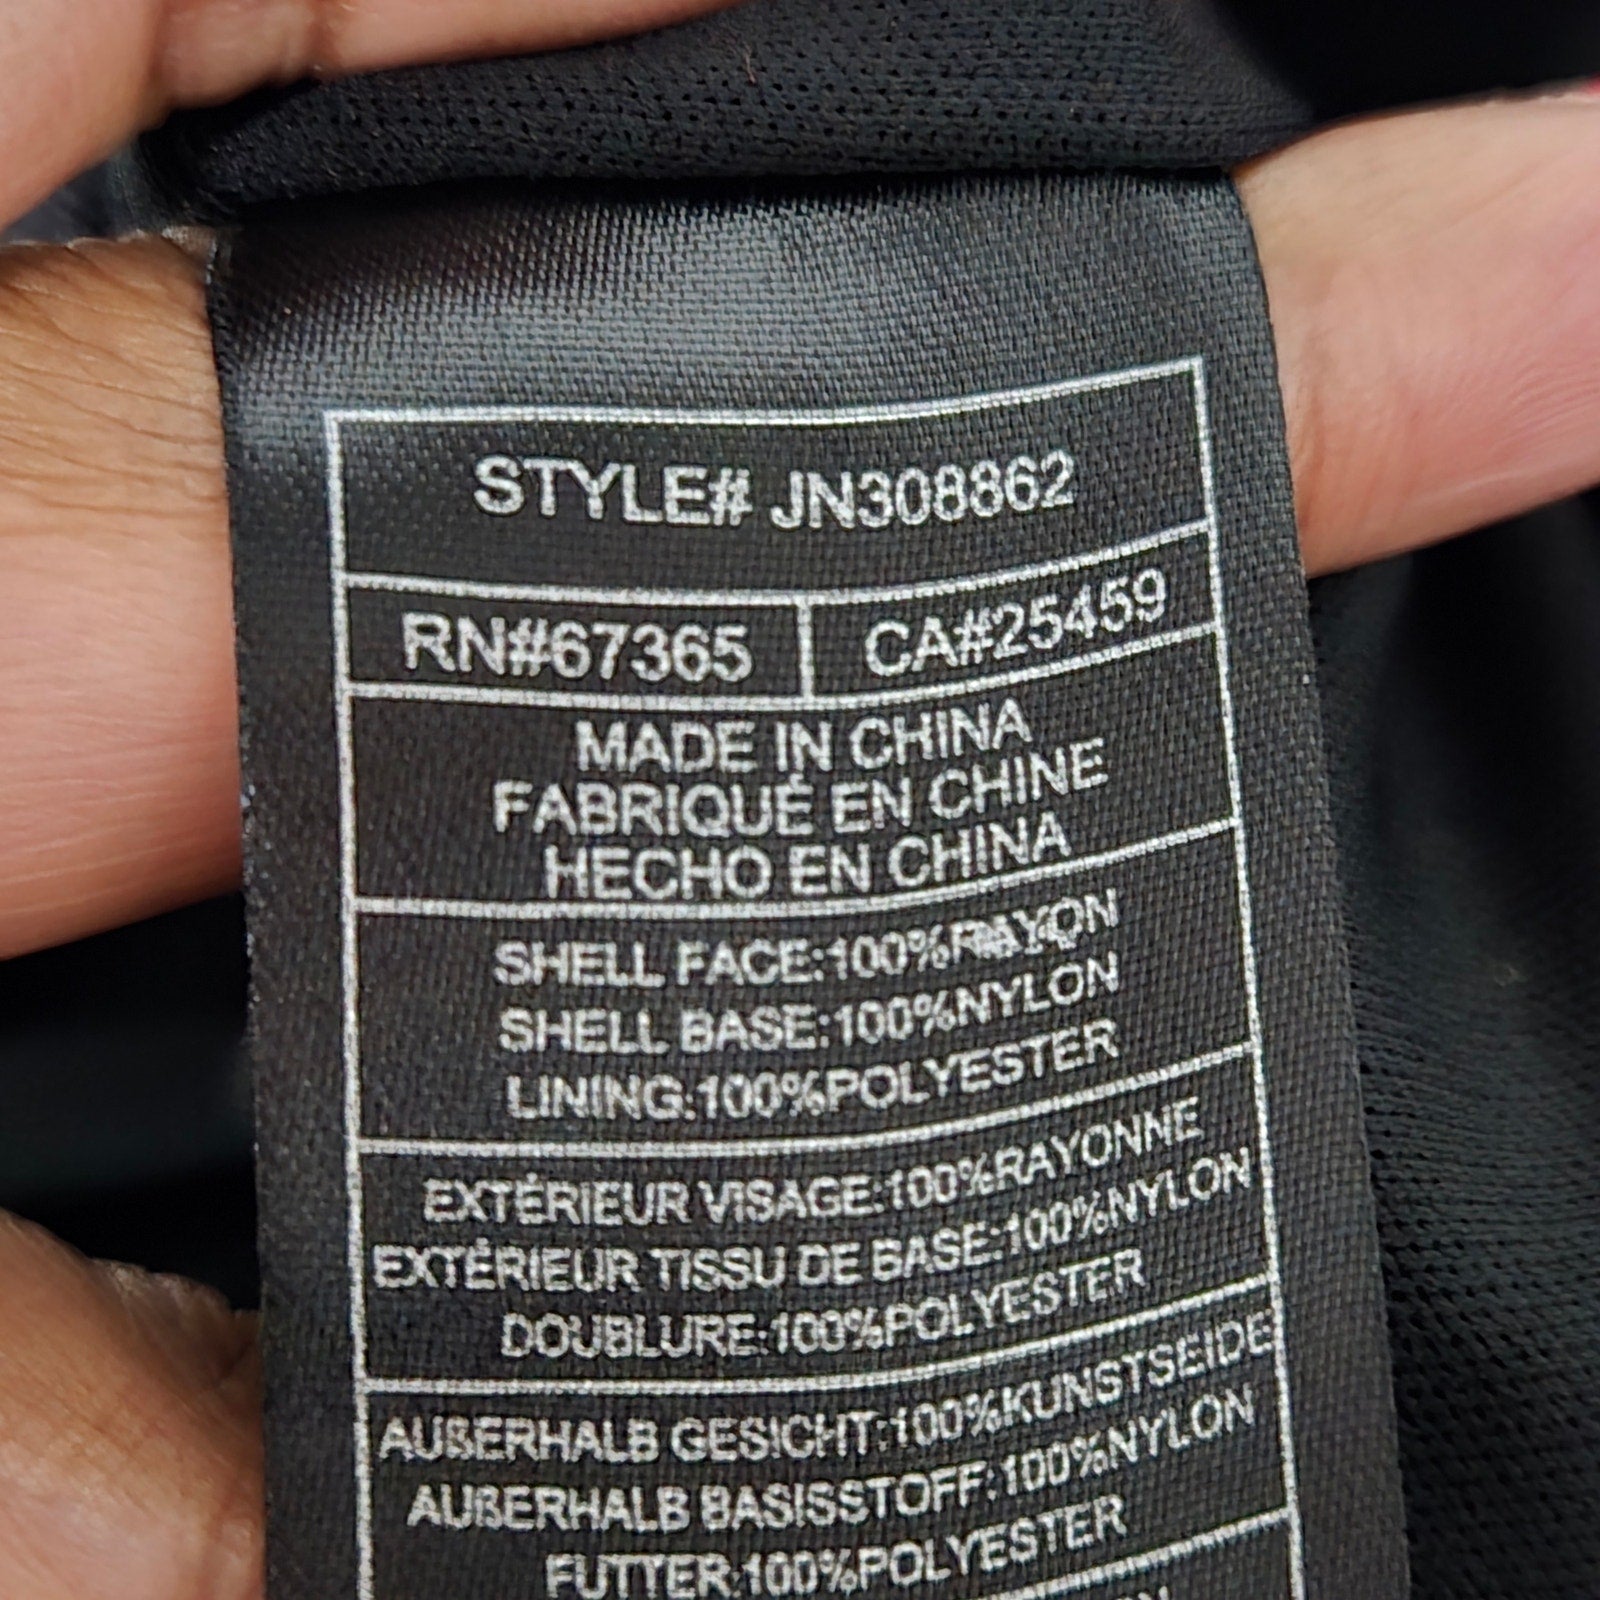 STYLE# JN308862
RN#67365 CA#25459
MADE IN CHINA
FABRIQUÉ EN CHINE
HECHO EN CHINA
SHELL FACE:100%RAYON
SHELL BASE:100%NYLON
LINING:100%POLYESTER
EXTÉRIEUR VISAGE:100%RAYONNE
EXTÉRIEUR TISSU DE BASE:100%NYLON
DOUBLURE:100%POLYESTER
AUßERHALB GESICHT:100%KUNSTSEIDE
AUßERHALB BASISSTOFF:100%NYLON
FUTTER:100%POLYESTER